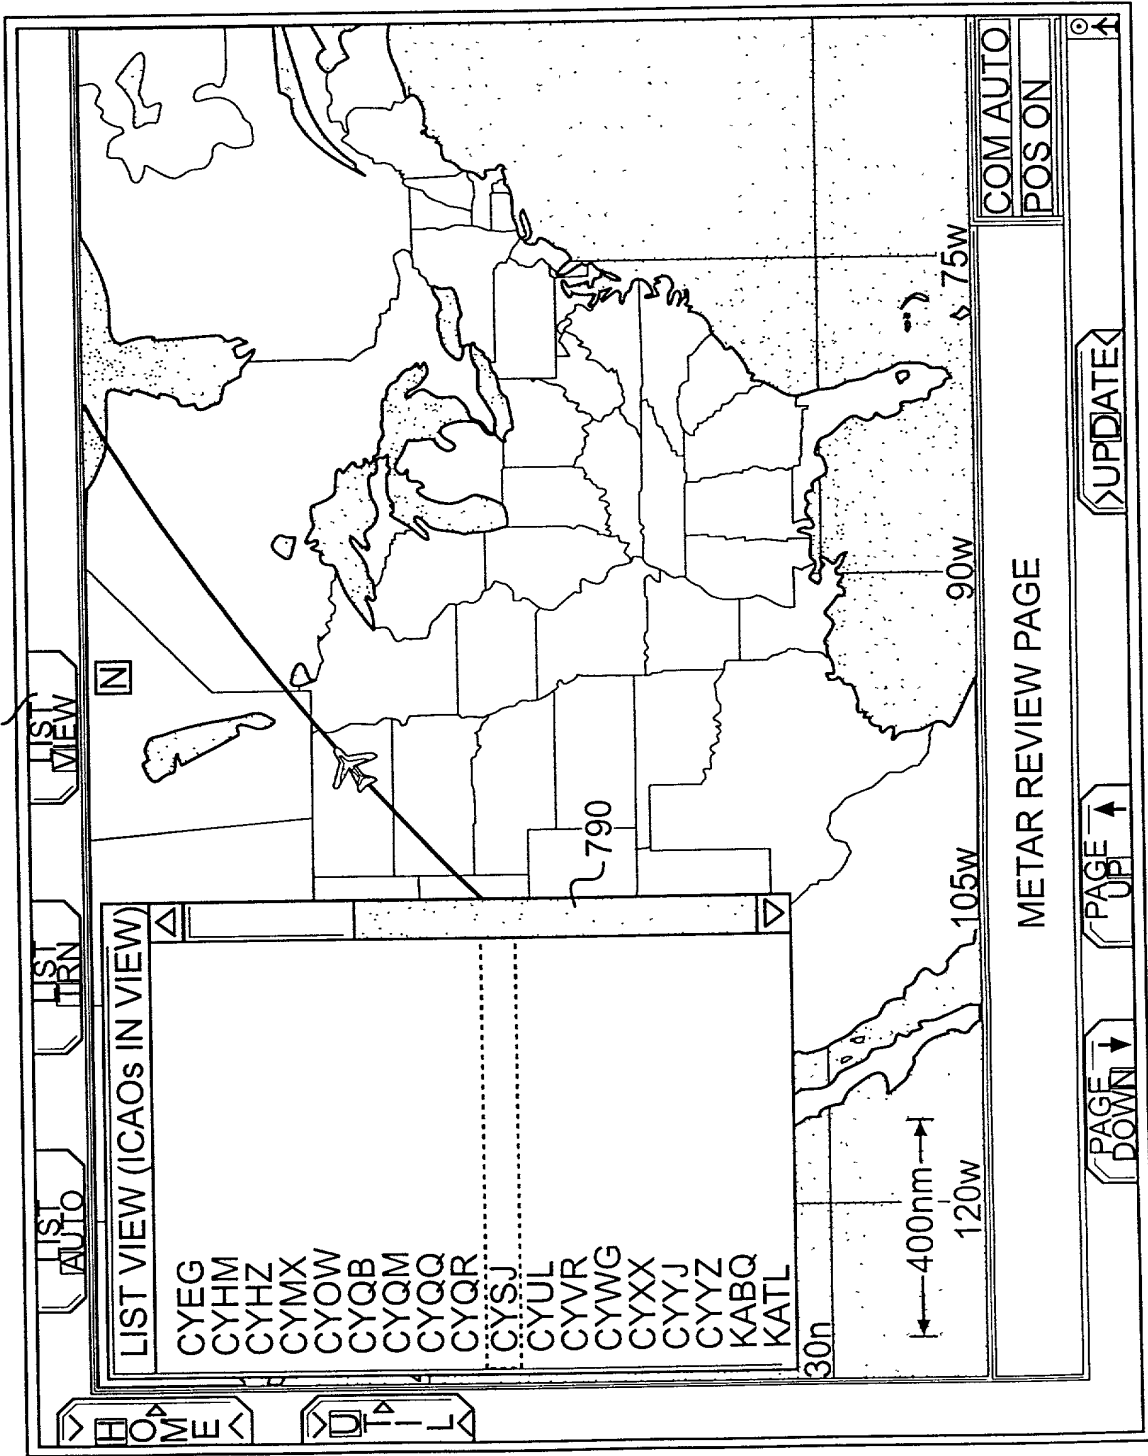 LIST
AUTO
LIST
TRN
LIST
VIEW
HOME
UTIL
LIST VIEW (ICAOs IN VIEW)
CYEG
CYHM
CYHZ
CYMX
CYOW
CYQB
CYQM
CYQQ
CYQR
CYSJ
CYUL
CYVR
CYWG
CYXX
CYYJ
CYYZ
KABQ
KATL
N
790
30n
400nm
120w
105w
90w
75w
METAR REVIEW PAGE
COM AUTO
POS ON
PAGE
DOWN
PAGE
UP
>UPDATE<